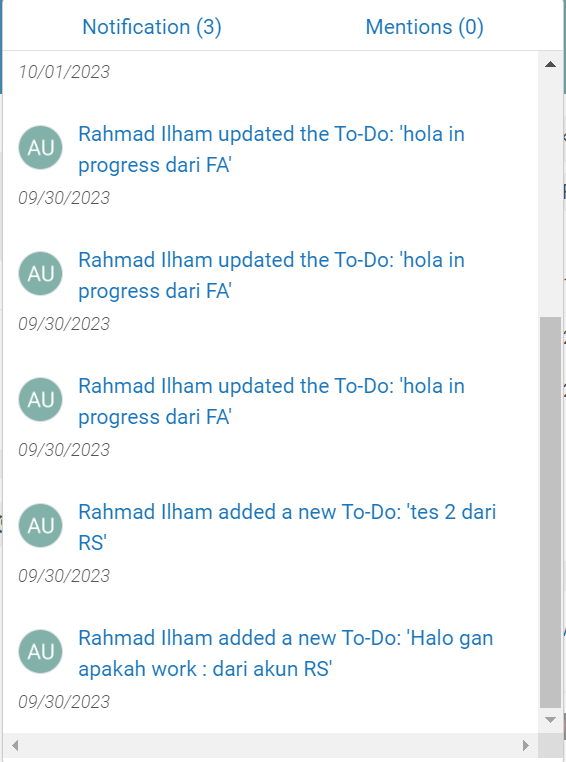 Notification (3) Mentions (0)
10/01/2023
AU
Rahmad Ilham updated the To-Do: 'hola in
progress dari FA'
09/30/2023
AU
Rahmad Ilham updated the To-Do: 'hola in
progress dari FA'
09/30/2023
AU
Rahmad Ilham updated the To-Do: 'hola in
progress dari FA'
09/30/2023
AU
Rahmad Ilham added a new To-Do: 'tes 2 dari
RS'
09/30/2023
AU
Rahmad Ilham added a new To-Do: 'Halo gan
apakah work : dari akun RS'
09/30/2023